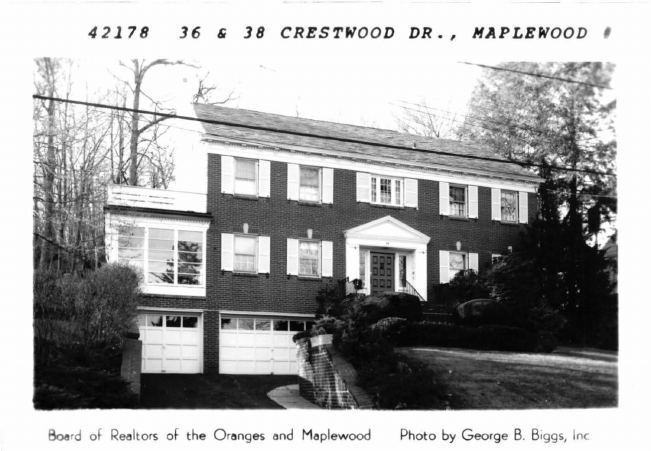 42178 36 & 38 CRESTWOOD DR., MAPLEWOOD
Board of Realtors of the Oranges and Maplewood Photo by George B. Biggs, Inc